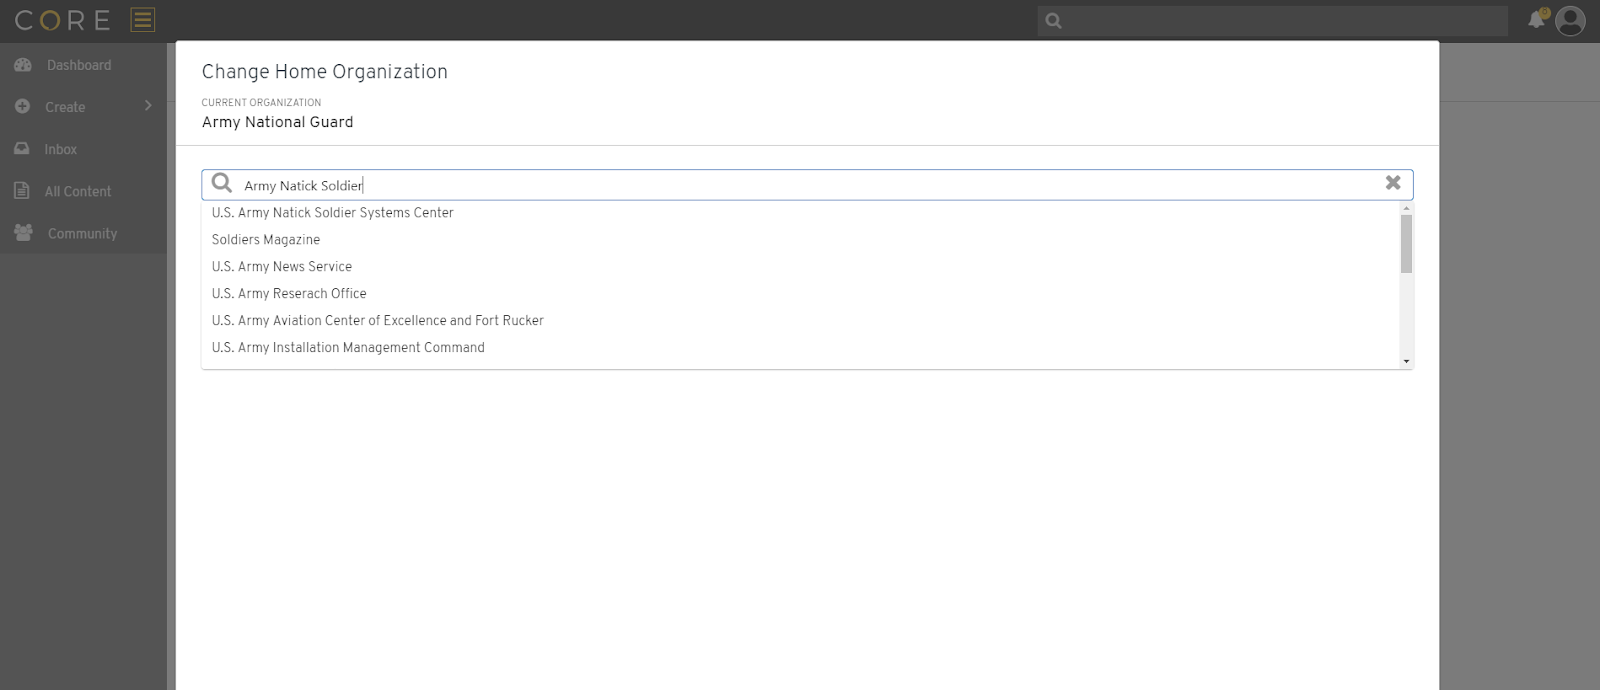 CORE
Dashboard
Create
Inbox
All Content
Community
Change Home Organization
CURRENT ORGANIZATION
Army National Guard
Army Natick Soldier
U.S. Army Natick Soldier Systems Center
Soldiers Magazine
U.S. Army News Service
U.S. Army Reserach Office
U.S. Army Aviation Center of Excellence and Fort Rucker
U.S. Army Installation Management Command